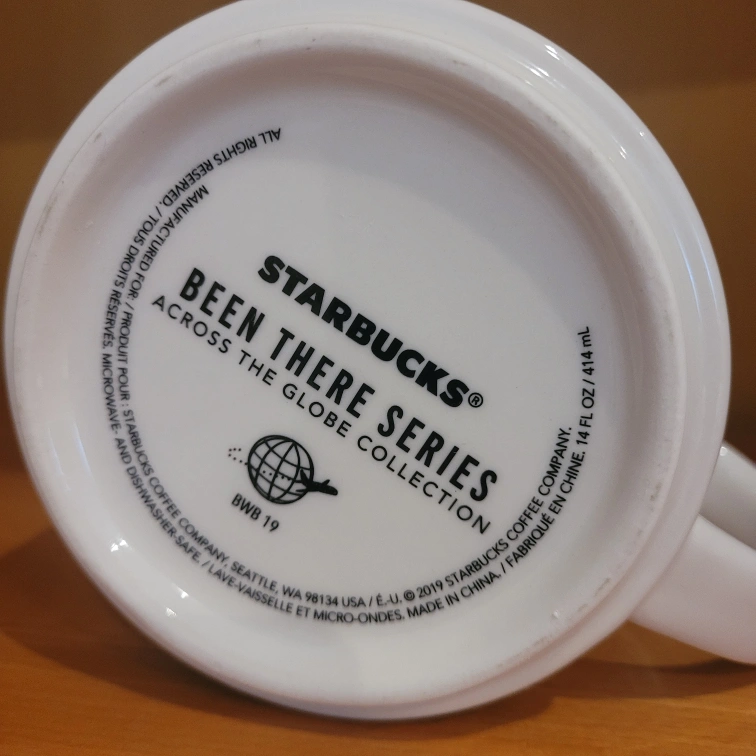 STARBUCKS®
BEEN THERE SERIES
ACROSS THE GLOBE COLLECTION
BWB 19
MANUFACTURED FOR: / PRODUIT POUR : STARBUCKS COFFEE COMPANY, SEATTLE, WA 98134 USA / É.-U. © 2019 STARBUCKS COFFEE COMPANY.
ALL RIGHTS RESERVED. / TOUS DROITS RÉSERVÉS. MICROWAVE- AND DISHWASHER-SAFE. / LAVE-VAISSELLE ET MICRO-ONDES. MADE IN CHINA. / FABRIQUÉ EN CHINE. 14 FL OZ / 414 mL